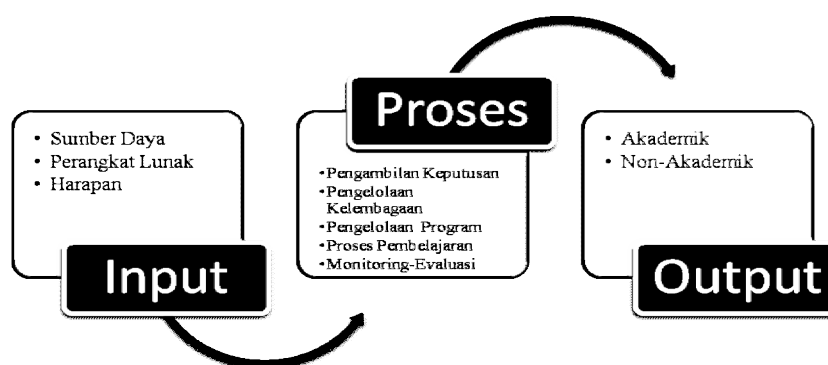 • Sumber Daya
• Perangkat Lunak
• Harapan
Input
Proses
•Pengambilan Keputusan
•Pengelolaan
Kelembagaan
•Pengelolaan Program
•Proses Pembelajaran
•Monitoring-Evaluasi
• Akademik
• Non-Akademik
Output